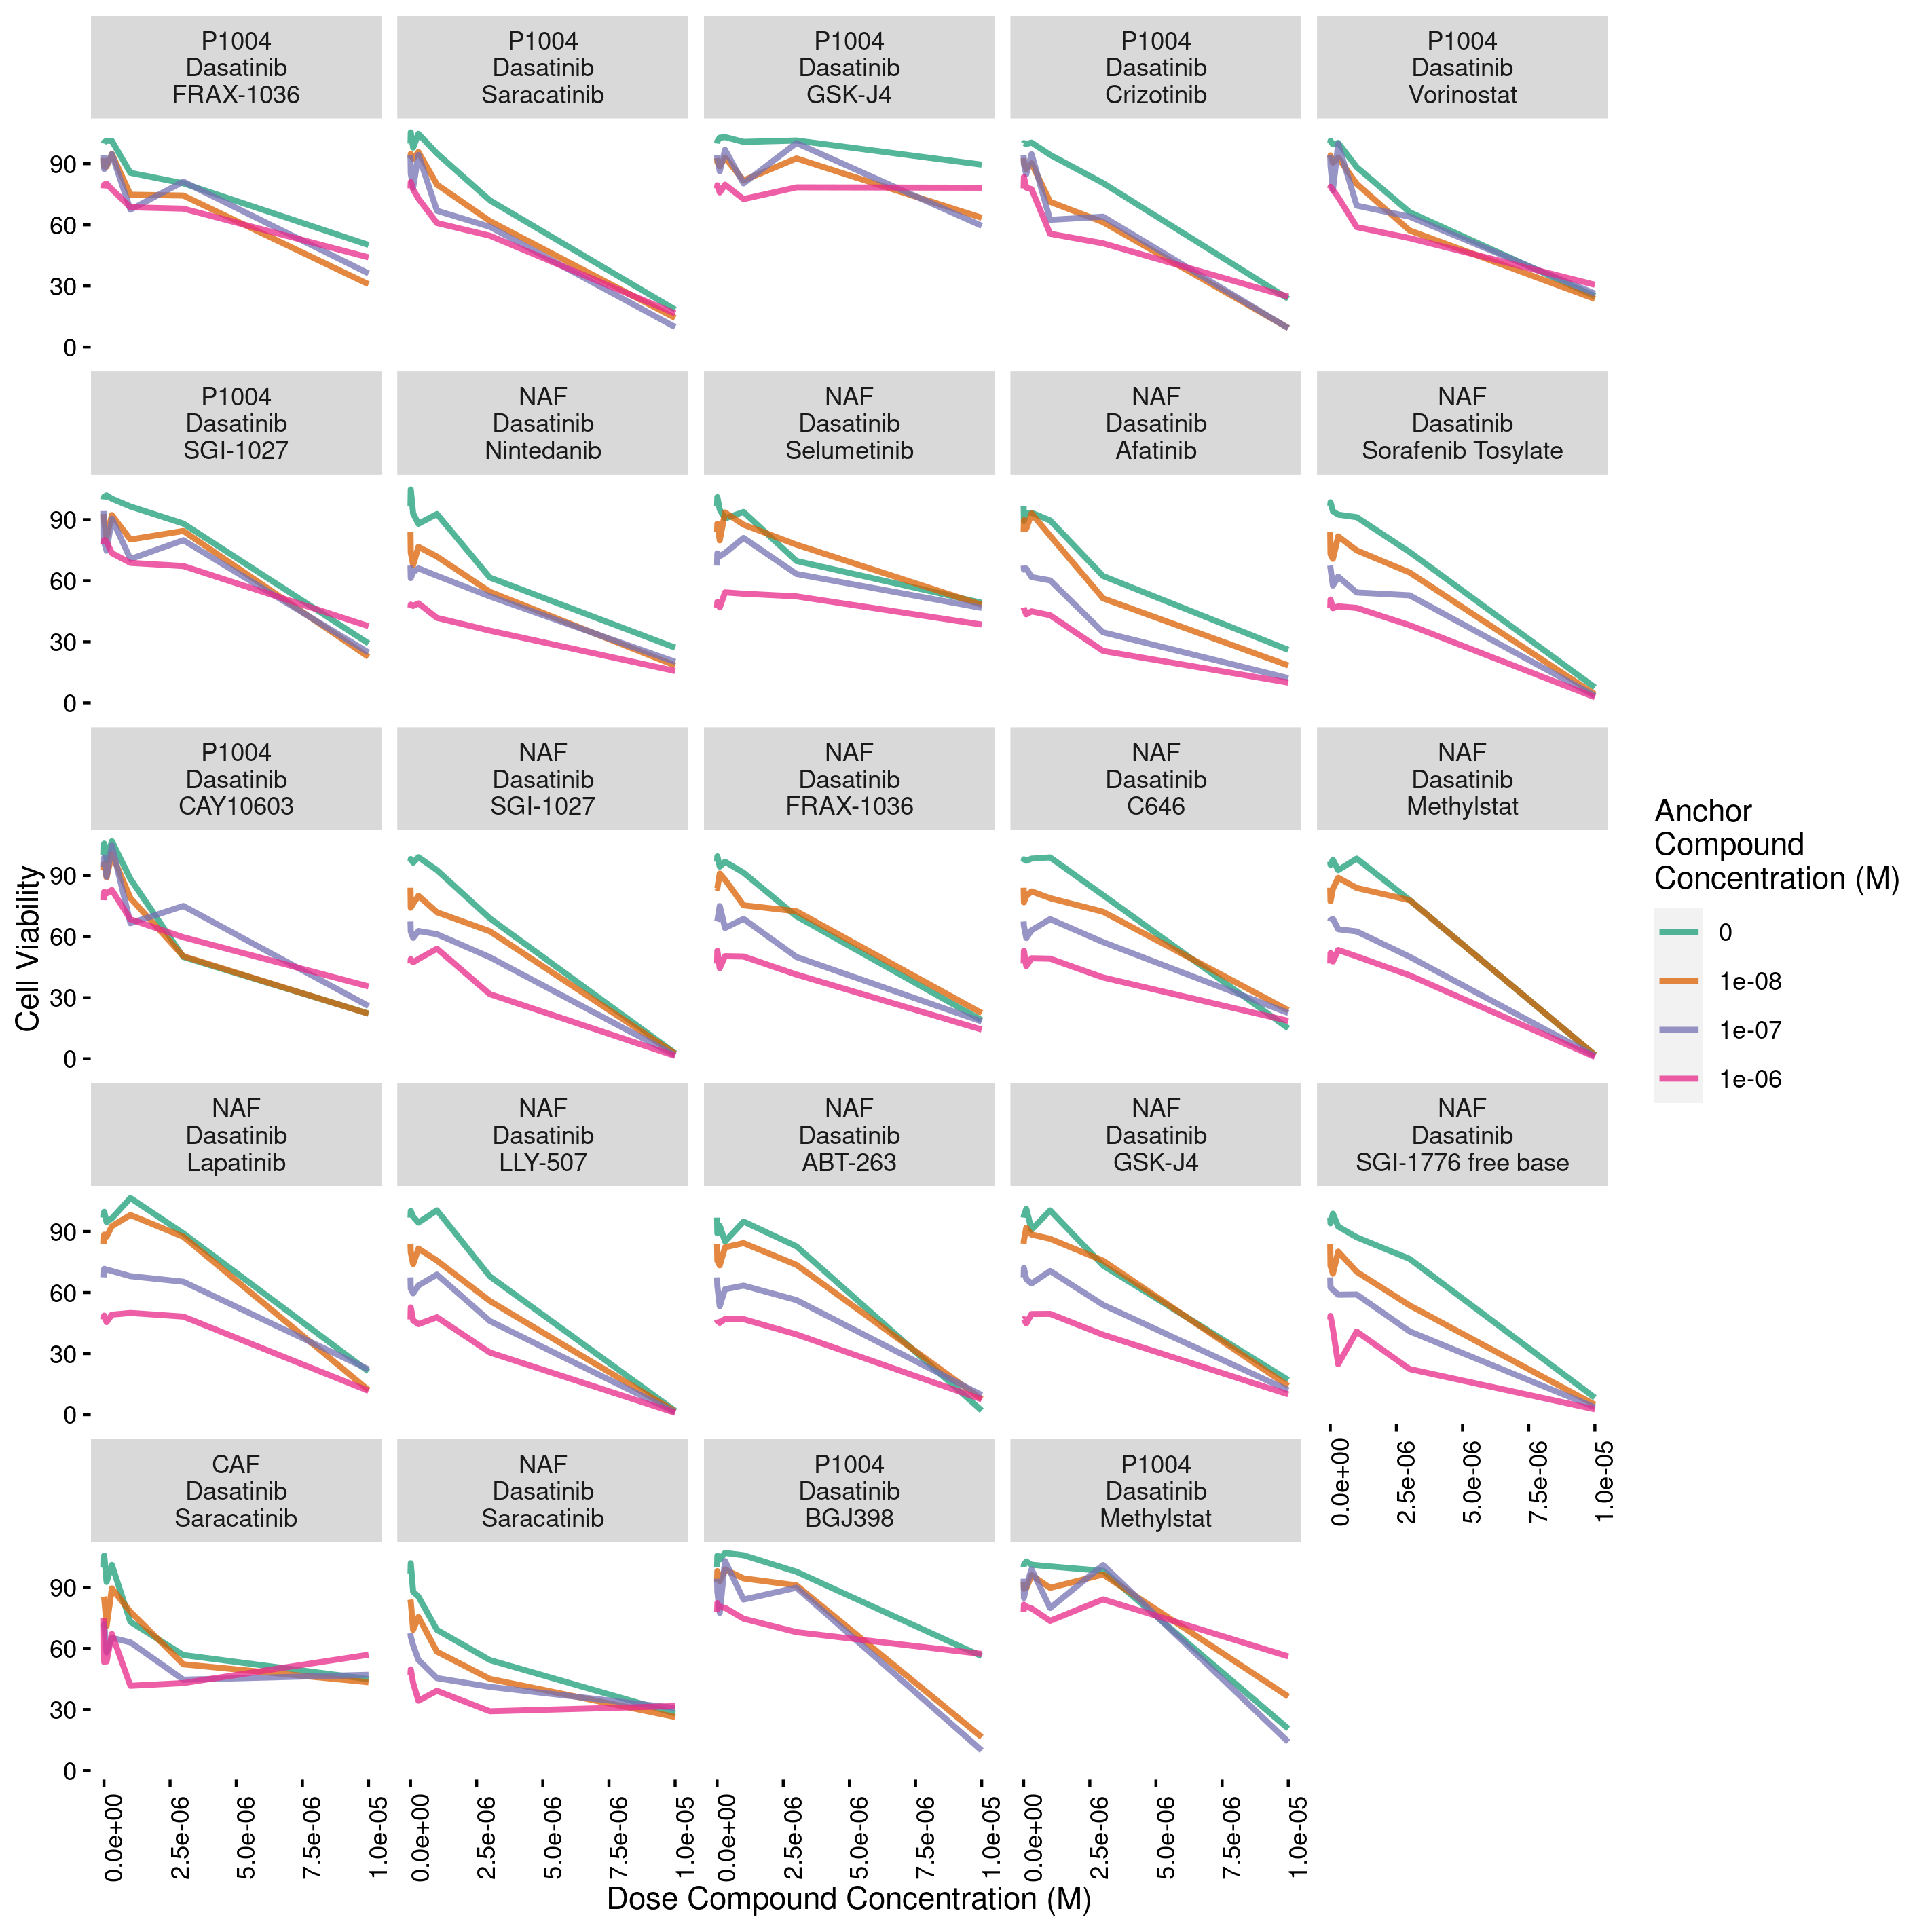 P1004
Dasatinib
FRAX-1036
P1004
Dasatinib
Saracatinib
P1004
Dasatinib
GSK-J4
P1004
Dasatinib
Crizotinib
P1004
Dasatinib
Vorinostat
90
60
30
0
P1004
Dasatinib
SGI-1027
NAF
Dasatinib
Nintedanib
NAF
Dasatinib
Selumetinib
NAF
Dasatinib
Afatinib
NAF
Dasatinib
Sorafenib Tosylate
90
60
30
0
P1004
Dasatinib
CAY10603
NAF
Dasatinib
SGI-1027
NAF
Dasatinib
FRAX-1036
NAF
Dasatinib
C646
NAF
Dasatinib
Methylstat
90
60
30
0
Cell Viability
Anchor
Compound
Concentration (M)
0
1e-08
1e-07
1e-06
NAF
Dasatinib
Lapatinib
NAF
Dasatinib
LLY-507
NAF
Dasatinib
ABT-263
NAF
Dasatinib
GSK-J4
NAF
Dasatinib
SGI-1776 free base
90
60
30
0
0.0e+00
2.5e-06
5.0e-06
7.5e-06
1.0e-05
CAF
Dasatinib
Saracatinib
NAF
Dasatinib
Saracatinib
P1004
Dasatinib
BGJ398
P1004
Dasatinib
Methylstat
90
60
30
0
0.0e+00
2.5e-06
5.0e-06
7.5e-06
1.0e-05
0.0e+00
2.5e-06
5.0e-06
7.5e-06
1.0e-05
0.0e+00
2.5e-06
5.0e-06
7.5e-06
1.0e-05
0.0e+00
2.5e-06
5.0e-06
7.5e-06
1.0e-05
Dose Compound Concentration (M)